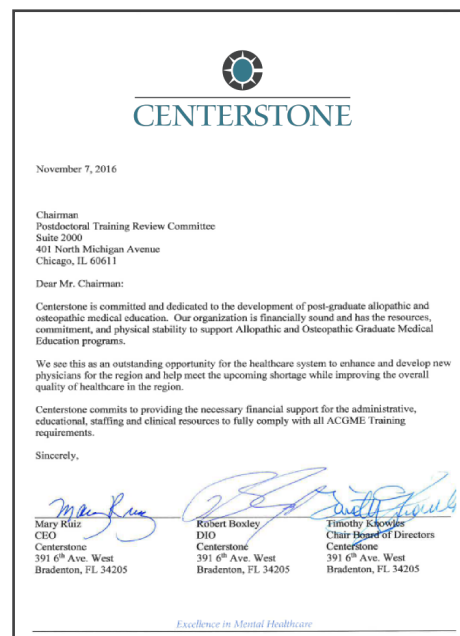 CENTERSTONE
November 7, 2016
Chairman
Postdoctoral Training Review Committee
Suite 2000
401 North Michigan Avenue
Chicago, IL 60611
Dear Mr. Chairman:
Centerstone is committed and dedicated to the development of post-graduate allopathic and
osteopathic medical education. Our organization is financially sound and has the resources,
commitment, and physical stability to support Allopathic and Osteopathic Graduate Medical
Education programs.
We see this as an outstanding opportunity for the healthcare system to enhance and develop new
physicians for the region and help meet the upcoming shortage while improving the overall
quality of healthcare in the region.
Centerstone commits to providing the necessary financial support for the administrative,
educational, staffing and clinical resources to fully comply with all ACGME Training
requirements.
Sincerely,
Mary Ruiz
Mary Ruiz Robert Boxley Timothy Knowles
CEO DIO Chair Board of Directors
Centerstone Centerstone Centerstone
391 6th Ave. West 391 6th Ave. West 391 6th Ave. West
Bradenton, FL 34205 Bradenton, FL 34205 Bradenton, FL 34205
Excellence in Mental Healthcare